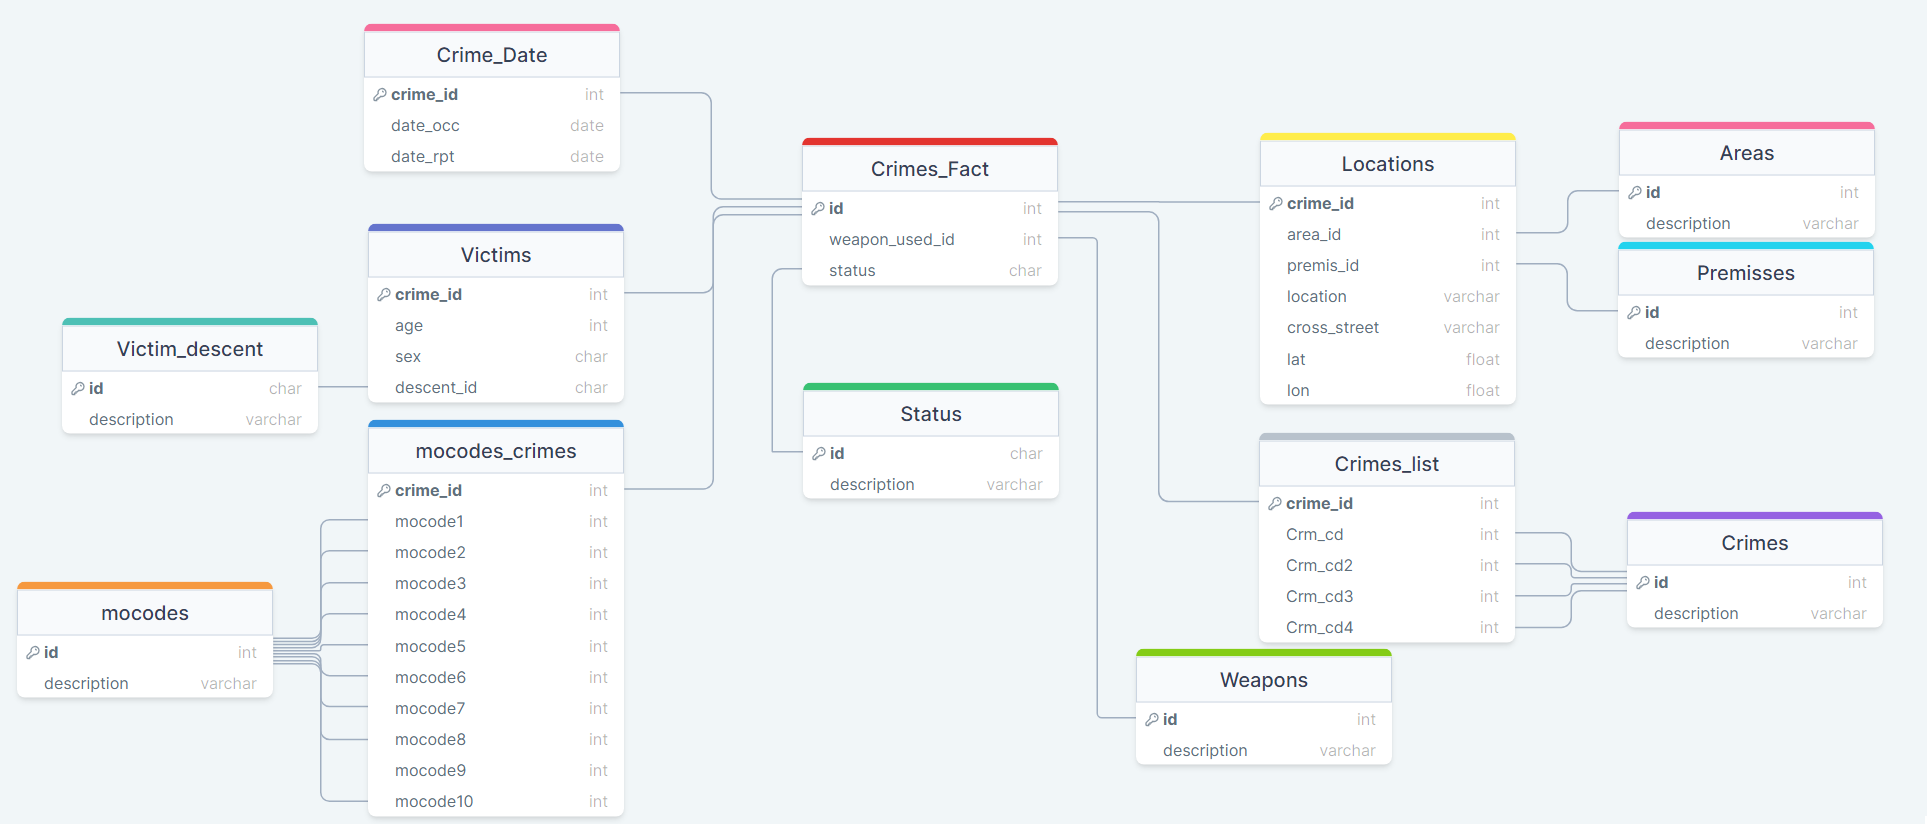 Crime_Date
crime_id int
date_occ date
date_rpt date
Victims
crime_id int
age int
sex char
descent_id char
Victim_descent
id char
description varchar
mocodes_crimes
crime_id int
mocode1 int
mocode2 int
mocode3 int
mocode4 int
mocode5 int
mocode6 int
mocode7 int
mocode8 int
mocode9 int
mocode10 int
mocodes
id int
description varchar
Crimes_Fact
id int
weapon_used_id int
status char
Status
id char
description varchar
Locations
crime_id int
area_id int
premis_id int
location varchar
cross_street varchar
lat float
lon float
Areas
id int
description varchar
Premisses
id int
description varchar
Crimes_list
crime_id int
Crm_cd int
Crm_cd2 int
Crm_cd3 int
Crm_cd4 int
Crimes
id int
description varchar
Weapons
id int
description varchar